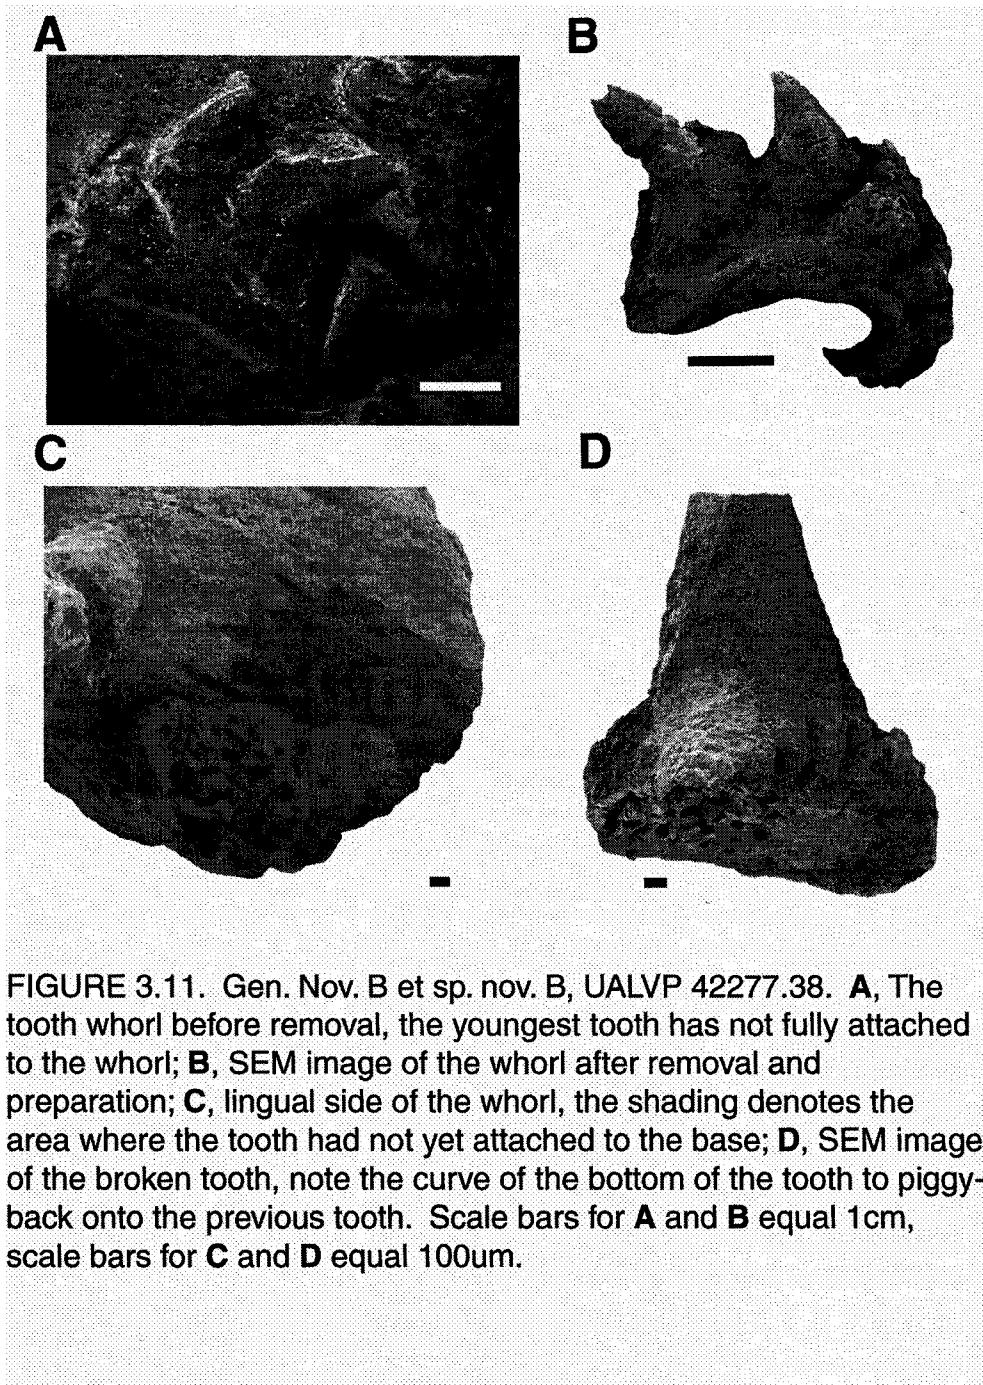 A
B
C
D
FIGURE 3.11. Gen. Nov. B et sp. nov. B, UALVP 42277.38. A, The
tooth whorl before removal, the youngest tooth has not fully attached
to the whorl; B, SEM image of the whorl after removal and
preparation; C, lingual side of the whorl, the shading denotes the
area where the tooth had not yet attached to the base; D, SEM image
of the broken tooth, note the curve of the bottom of the tooth to piggy-
back onto the previous tooth. Scale bars for A and B equal 1cm,
scale bars for C and D equal 100um.